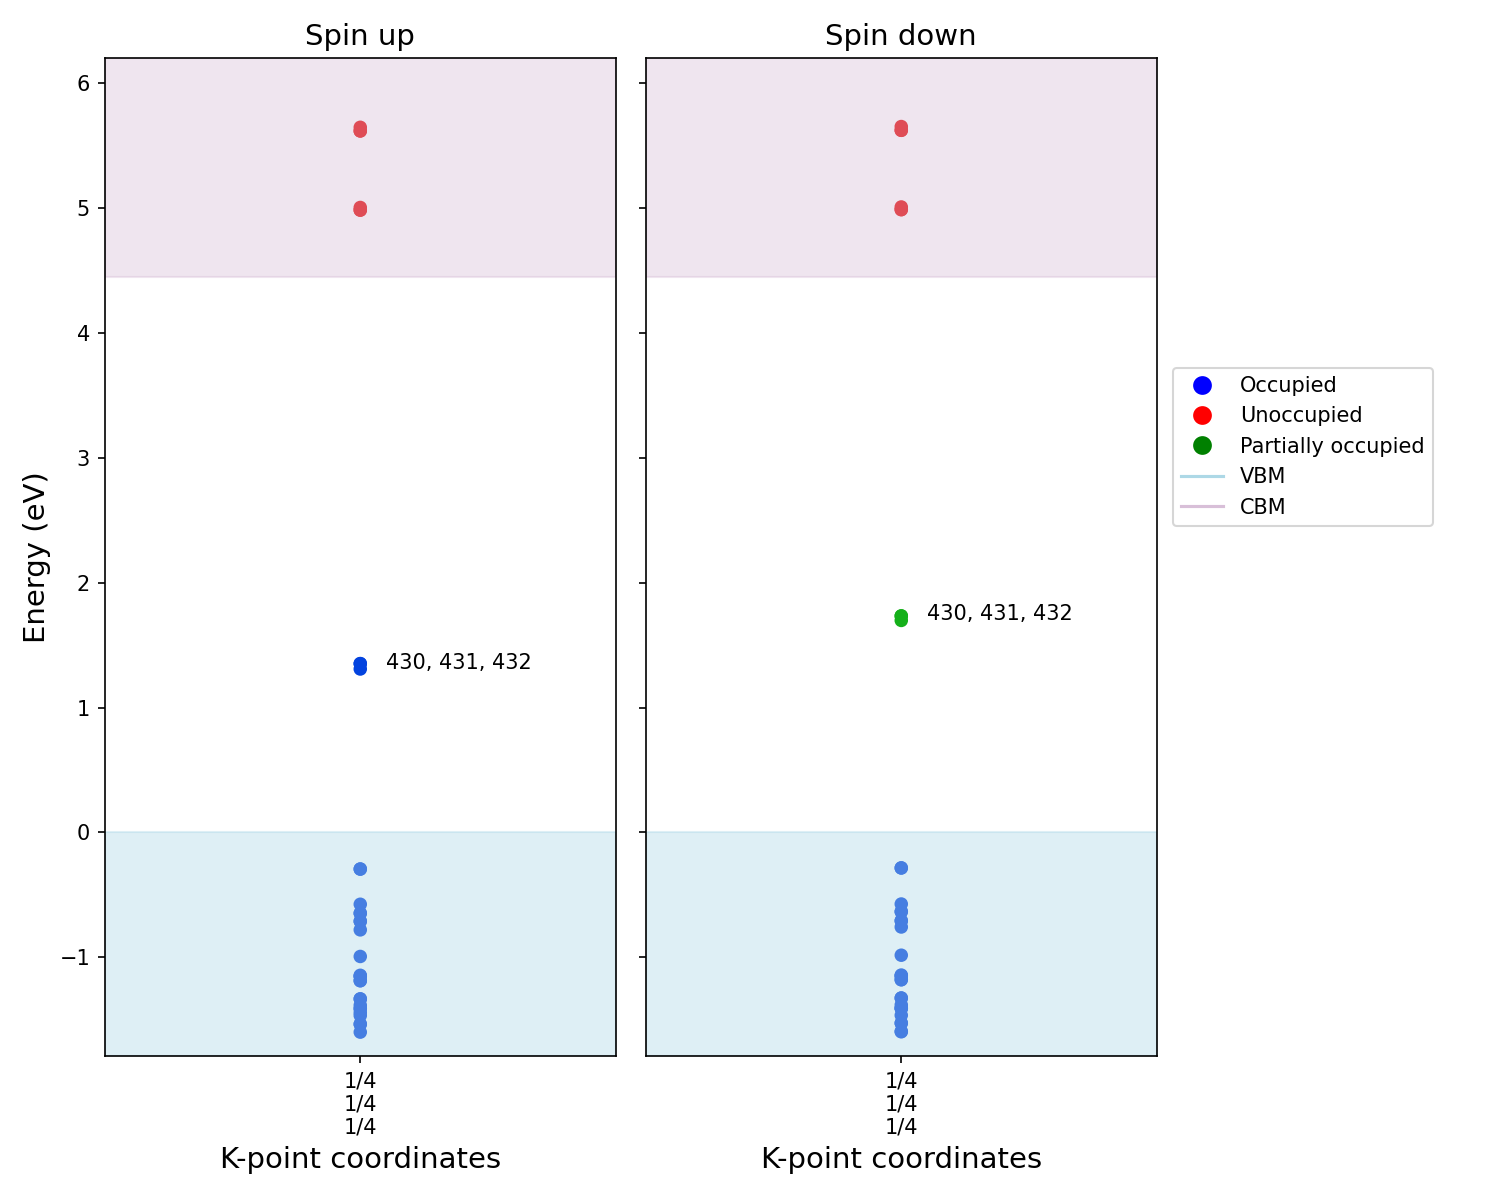 Spin up
Spin down
Energy (eV)
6
5
4
3
2
1
0
−1
430, 431, 432
430, 431, 432
1/4
1/4
1/4
1/4
1/4
1/4
K-point coordinates
K-point coordinates
Occupied
Unoccupied
Partially occupied
VBM
CBM